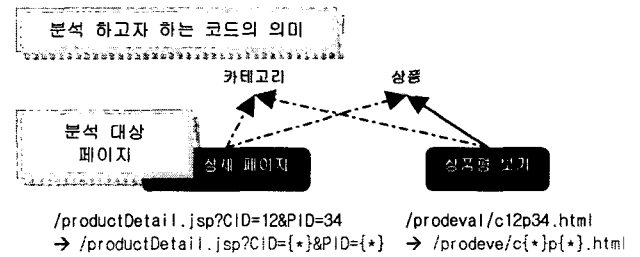 분석 하고자 하는 코드의 의미
카테고리 상품
분석 대상
페이지
상세 페이지 상품평 보기
/productDetail.jsp?CID=12&PID=34 /prodeval/c12p34.html
→ /productDetail.jsp?CID={*}&PID={*} → /prodeve/c{*}p{*}.html